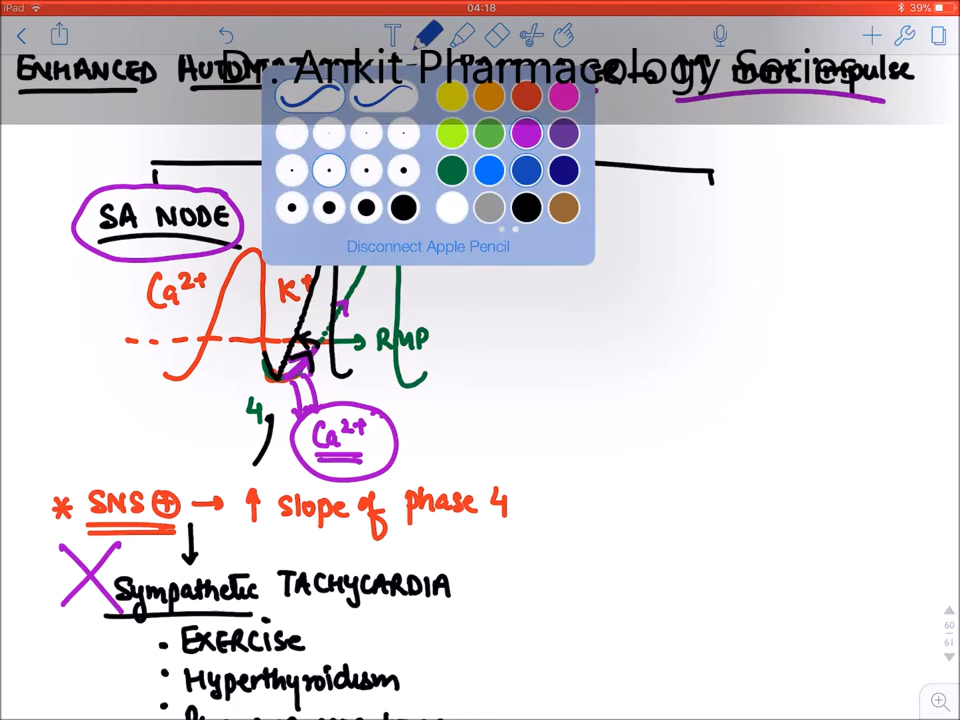 iPad 04:18 39%
Dr. Ankit Pharmacology Series
ENHANCED more impulse
SA NODE
Disconnect Apple Pencil
Ca2+ K+
RMP
4
Ca2+
* SNS ⊕ → ↑ slope of phase 4
Sympathetic TACHYCARDIA
• EXERCISE
• Hyperthyroidism
60
61